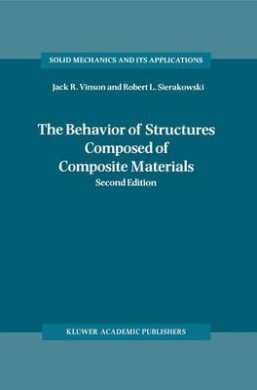 SOLID MECHANICS AND ITS APPLICATIONS
Jack R. Vinson and Robert L. Sierakowski
The Behavior of Structures
Composed of
Composite Materials
Second Edition
KLUWER ACADEMIC PUBLISHERS